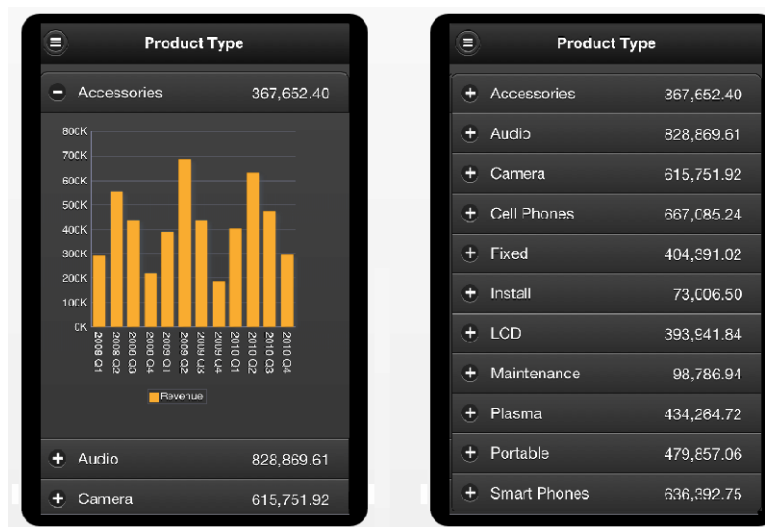 Product Type
Accessories 367,652.40
800K
700K
600K
500K
400K
300K
200K
100K
0K
2008 Q1
2008 Q2
2008 Q3
2008 Q4
2009 Q1
2009 Q2
2009 Q3
2009 Q4
2010 Q1
2010 Q2
2010 Q3
2010 Q4
Revenue
Audio 828,869.61
Camera 615,751.92
Product Type
Accessories 367,652.40
Audio 828,869.61
Camera 615,751.92
Cell Phones 667,085.24
Fixed 404,391.02
Install 73,006.50
LCD 393,941.84
Maintenance 98,786.94
Plasma 434,264.72
Portable 479,857.06
Smart Phones 636,392.75